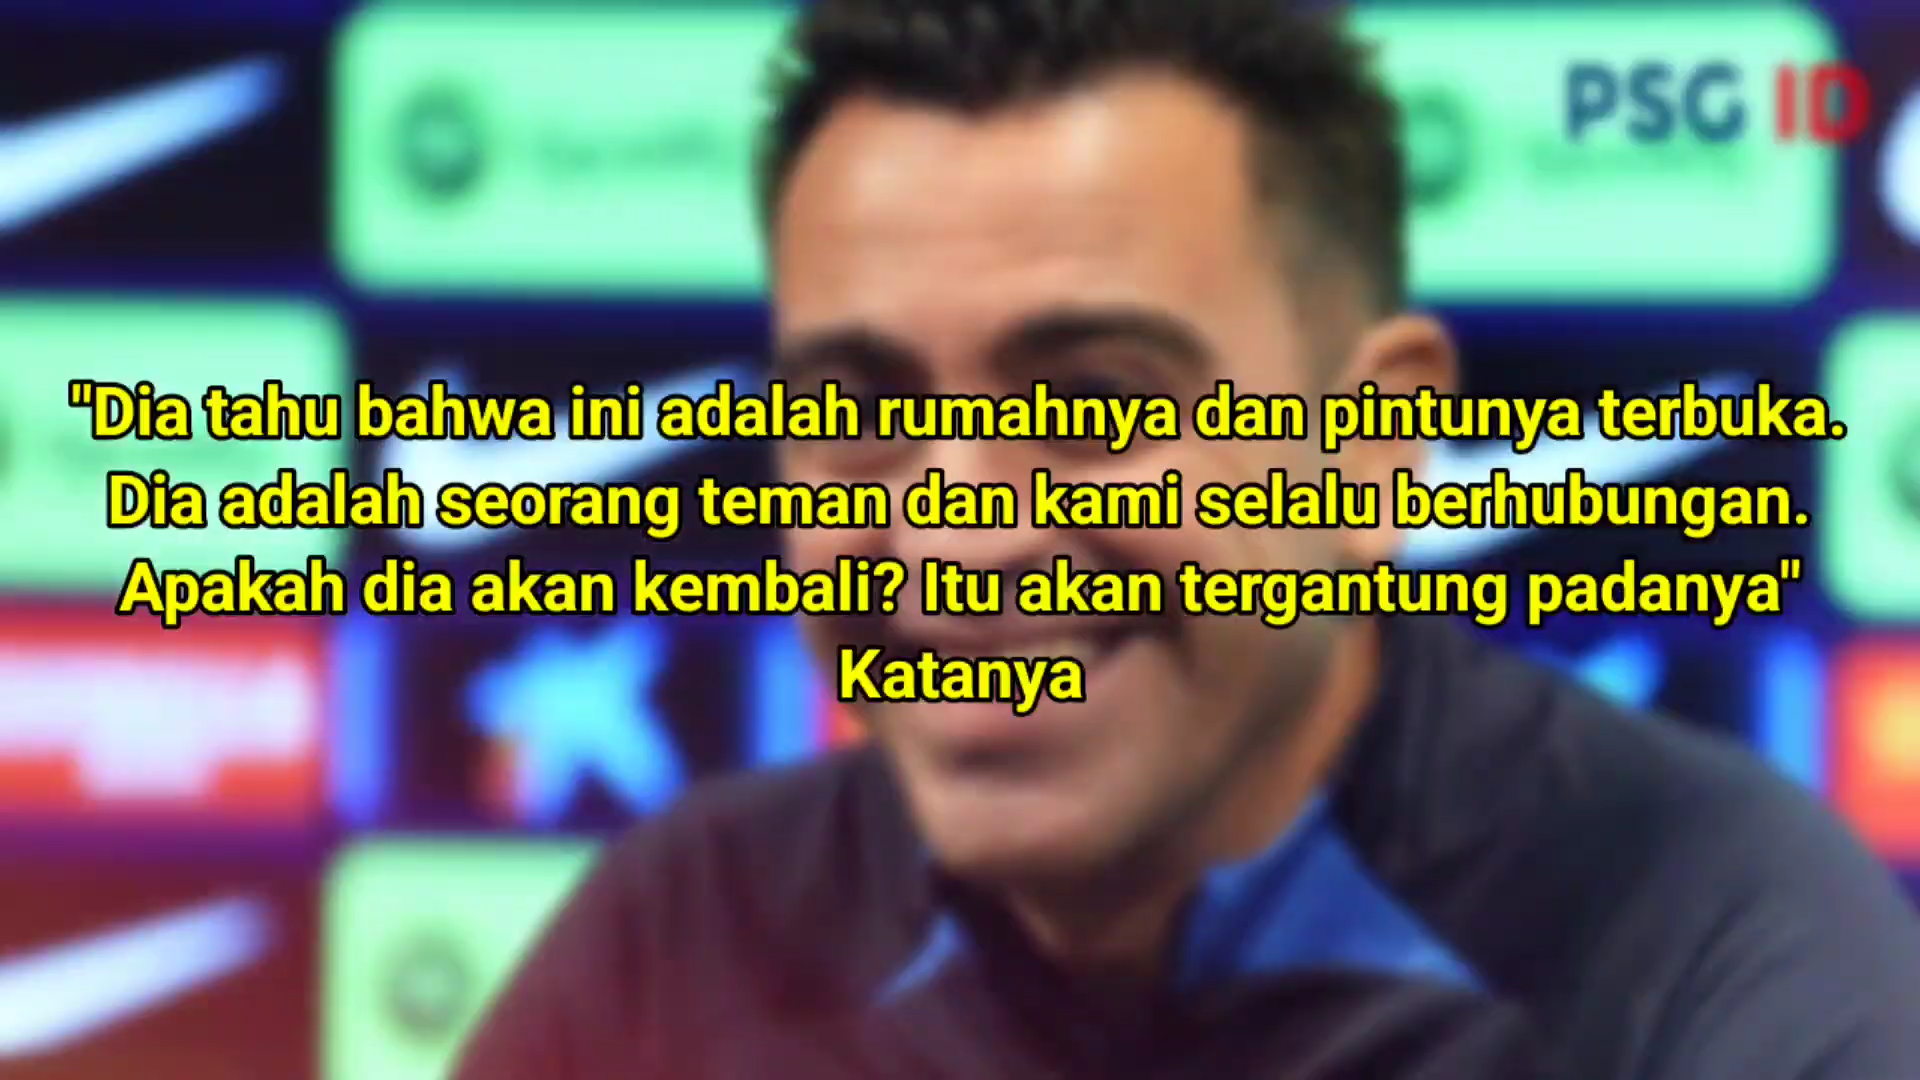 PSG ID
"Dia tahu bahwa ini adalah rumahnya dan pintunya terbuka.
Dia adalah seorang teman dan kami selalu berhubungan.
Apakah dia akan kembali? Itu akan tergantung padanya"
Katanya